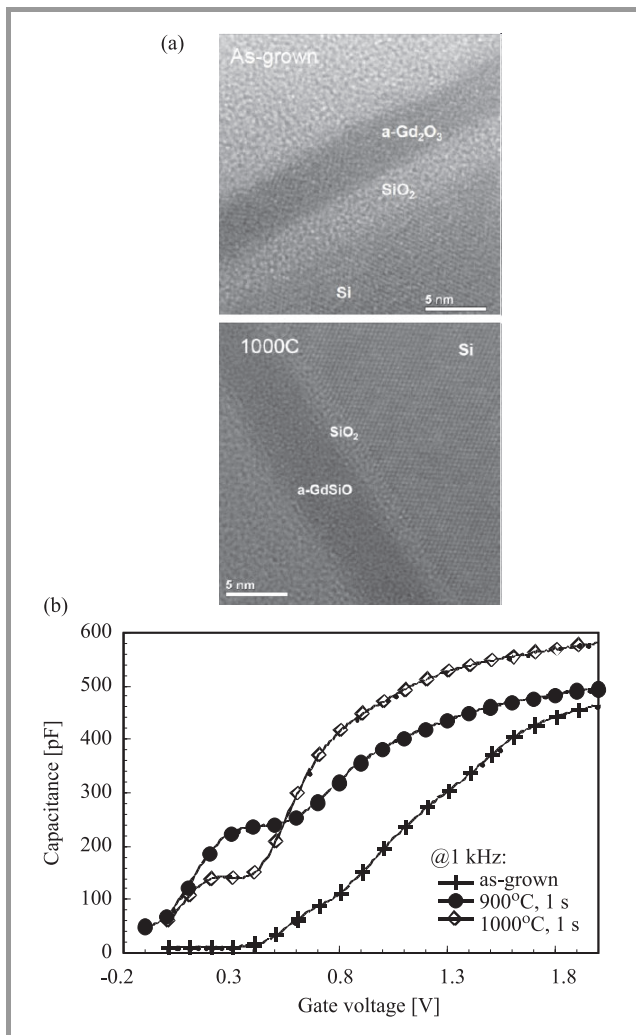 (a)
As-grown
a-Gd₂O₃
SiO₂
Si
5 nm
1000C
Si
SiO₂
a-GdSiO
5 nm
(b)
600
500
400
300
200
100
0
Capacitance [pF]
@1 kHz:
as-grown
900°C, 1 s
1000°C, 1 s
-0.2 0.3 0.8 1.3 1.8
Gate voltage [V]